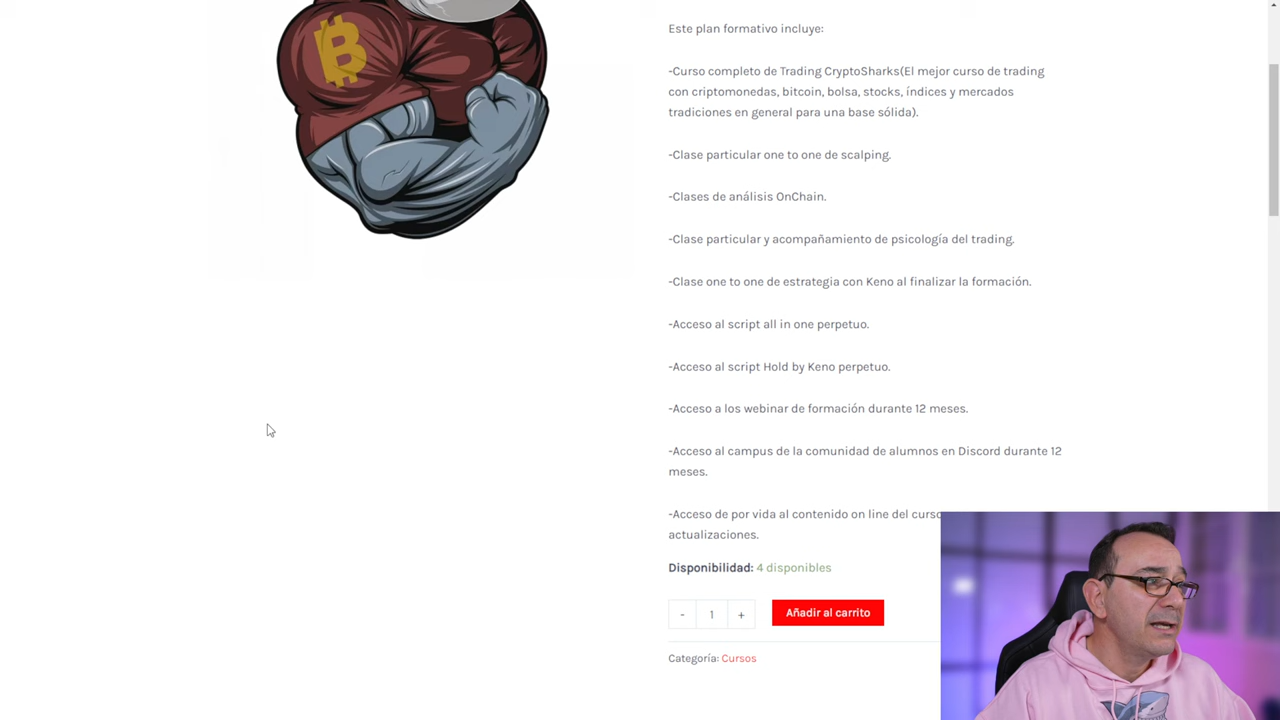 Este plan formativo incluye:
-Curso completo de Trading CryptoSharks(El mejor curso de trading
con criptomonedas, bitcoin, bolsa, stocks, índices y mercados
tradiciones en general para una base sólida).
-Clase particular one to one de scalping.
-Clases de análisis OnChain.
-Clase particular y acompañamiento de psicología del trading.
-Clase one to one de estrategia con Keno al finalizar la formación.
-Acceso al script all in one perpetuo.
-Acceso al script Hold by Keno perpetuo.
-Acceso a los webinar de formación durante 12 meses.
-Acceso al campus de la comunidad de alumnos en Discord durante 12
meses.
-Acceso de por vida al contenido on line del curso
actualizaciones.
Disponibilidad: 4 disponibles
- 1 + Añadir al carrito
Categoría: Cursos